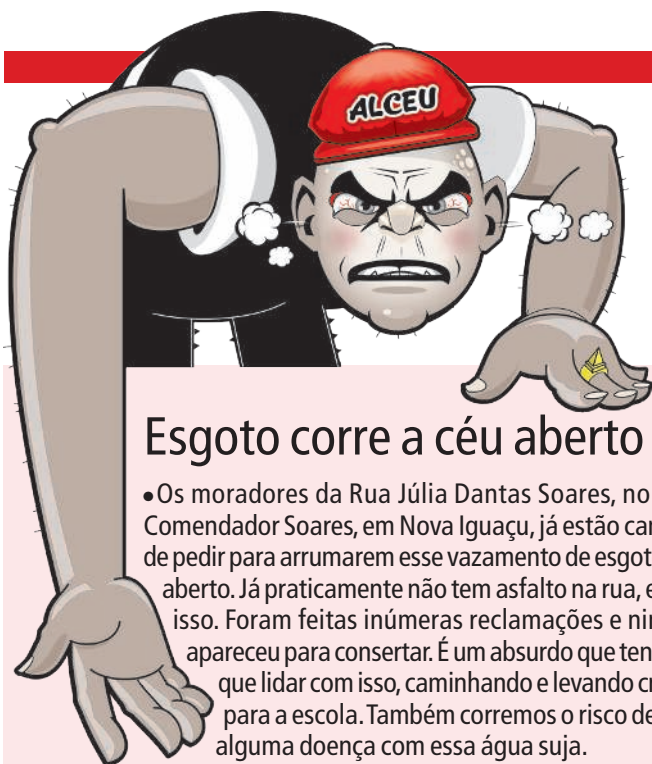 ALCEU
Esgoto corre a céu aberto
•Os moradores da Rua Júlia Dantas Soares, no
Comendador Soares, em Nova Iguaçu, já estão
de pedir para arrumarem esse vazamento de
aberto. Já praticamente não tem asfalto na rua,
isso. Foram feitas inúmeras reclamações e
apareceu para consertar. É um absurdo que
que lidar com isso, caminhando e levando
para a escola. Também corremos o risco de
alguma doença com essa água suja.